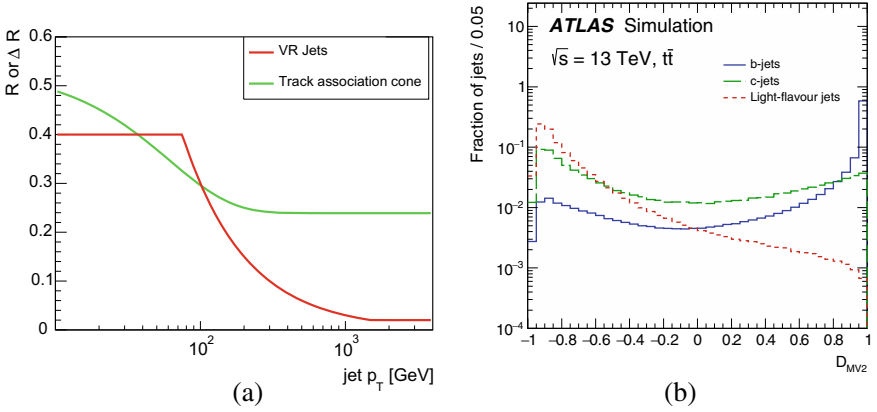 R or Δ R
0.6
0.5
0.4
0.3
0.2
0.1
0
VR Jets
Track association cone
10²
10³
jet p_T [GeV]
(a)
Fraction of jets / 0.05
10
1
10⁻¹
10⁻²
10⁻³
10⁻⁴
ATLAS Simulation
√s = 13 TeV, tt̄
b-jets
c-jets
Light-flavour jets
−1 −0.8 −0.6 −0.4 −0.2 0 0.2 0.4 0.6 0.8 1
D_MV2
(b)